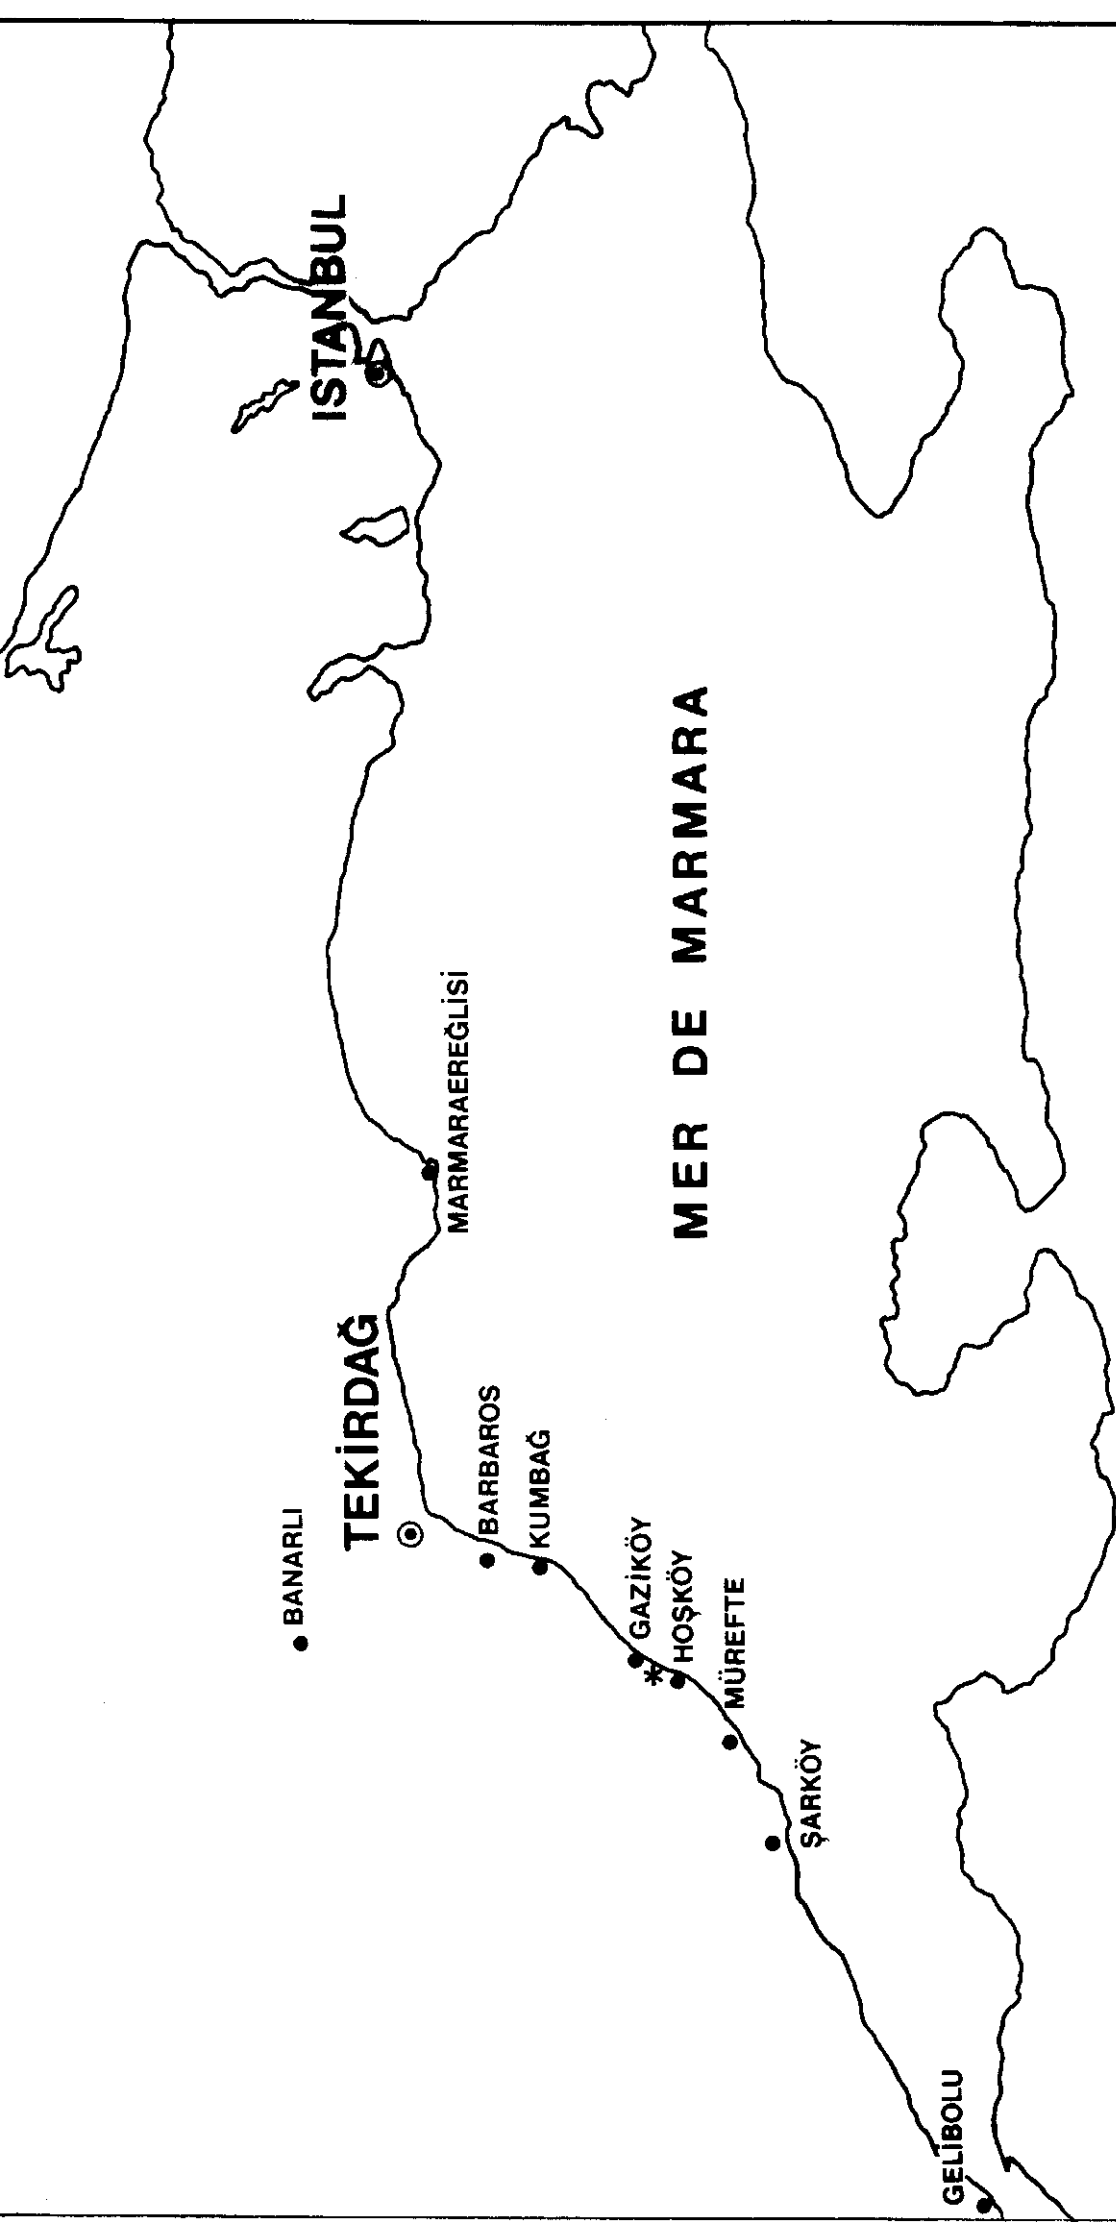 ISTANBUL
MARMARAEREĞLİSİ
TEKİRDAĞ
BANARLI
BARBAROS
KUMBAĞ
GAZİKÖY
*
HOŞKÖY
MÜREFTE
ŞARKÖY
GELİBOLU
MER DE MARMARA